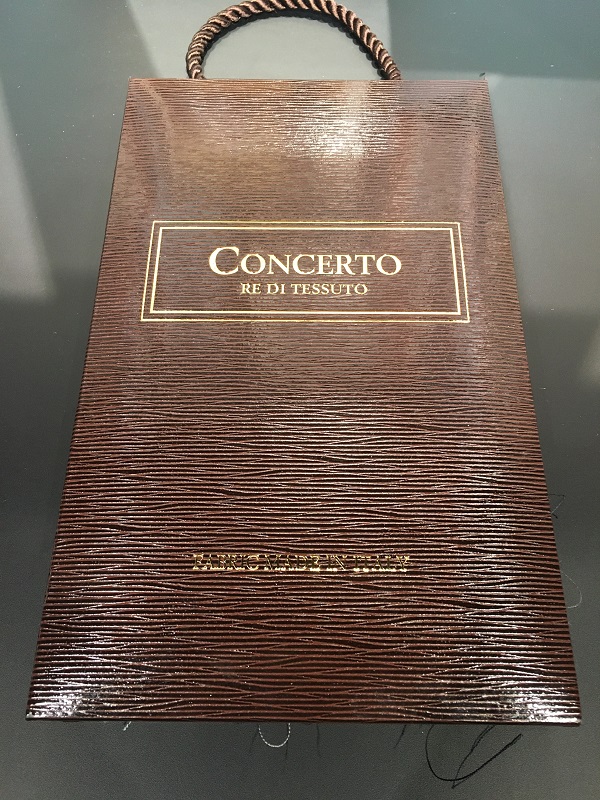 CONCERTO
RE DI TESSUTO
FABRIC MADE IN ITALY